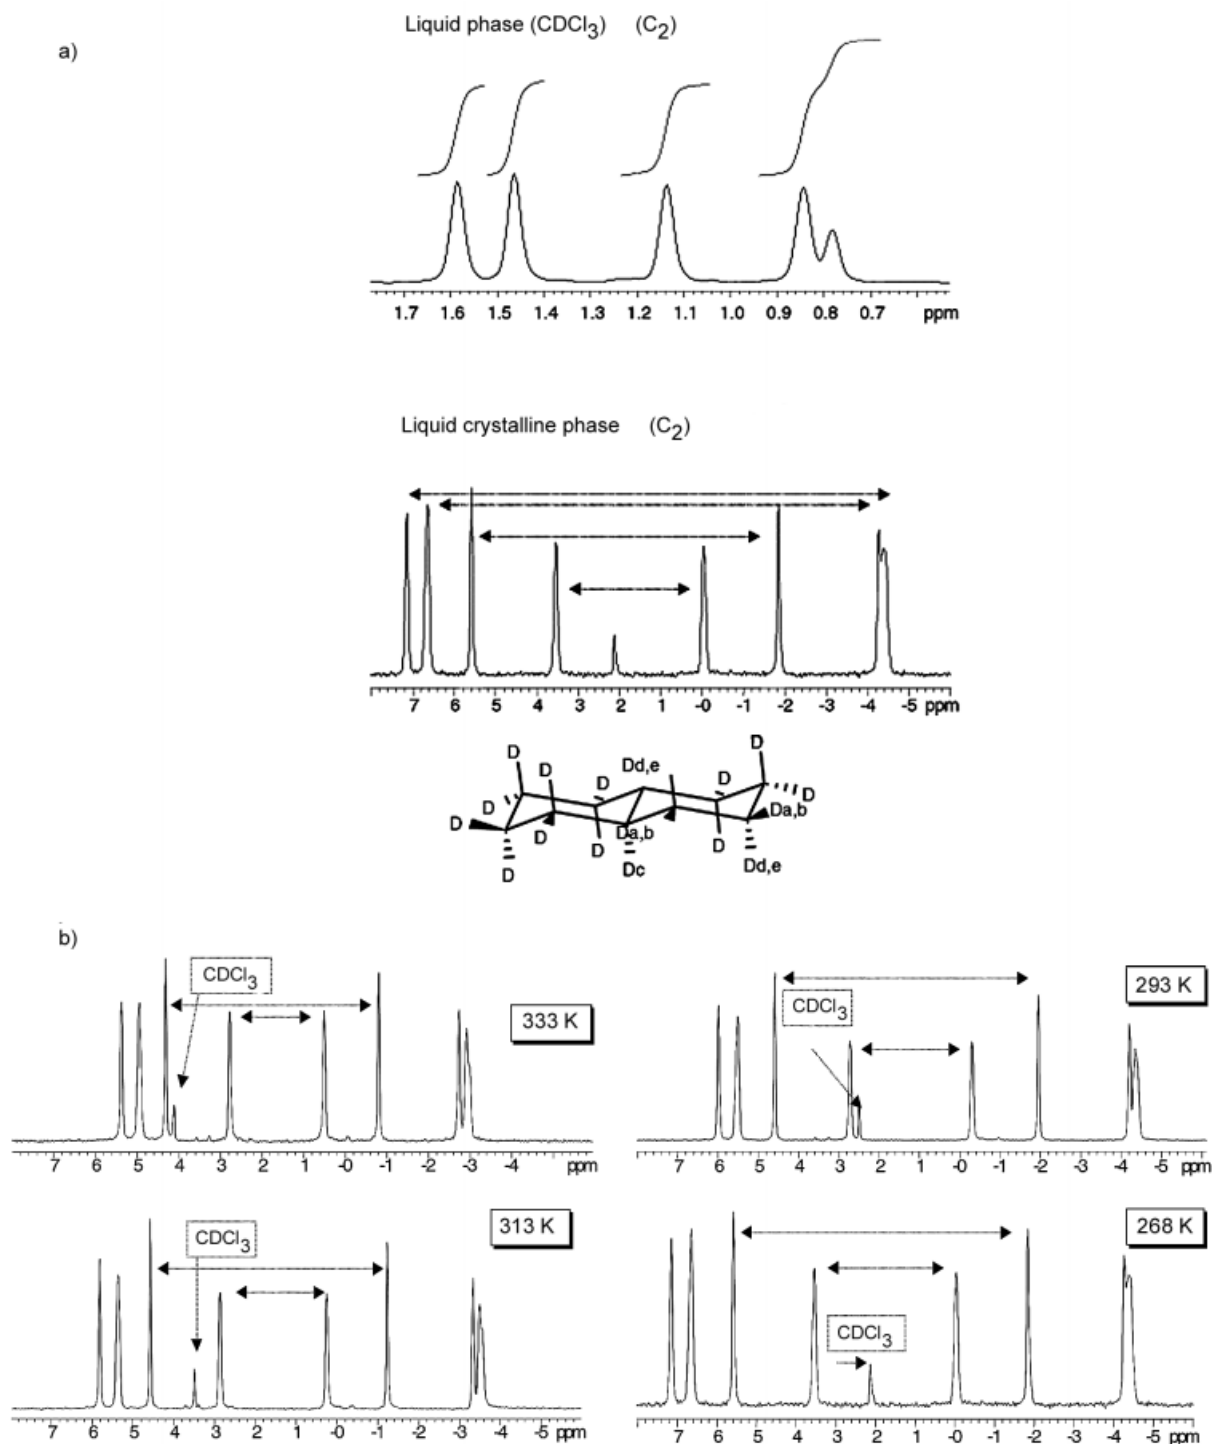 Liquid phase (CDCl3) (C2)
a)
1.7 1.6 1.5 1.4 1.3 1.2 1.1 1.0 0.9 0.8 0.7 ppm
Liquid crystalline phase (C2)
7 6 5 4 3 2 1 -0 -1 -2 -3 -4 -5 ppm
D
D Dd,e D
D D
D Da,b
D D Da,b D
D Dc D Dd,e
b)
CDCl3
333 K
7 6 5 4 3 2 1 -0 -1 -2 -3 -4 ppm
CDCl3
293 K
7 6 5 4 3 2 1 -0 -1 -2 -3 -4 -5 ppm
CDCl3
313 K
6 5 4 3 2 1 0 -1 -2 -3 -4 -5 ppm
268 K
CDCl3
7 6 5 4 3 2 1 -0 -1 -2 -3 -4 -5 ppm